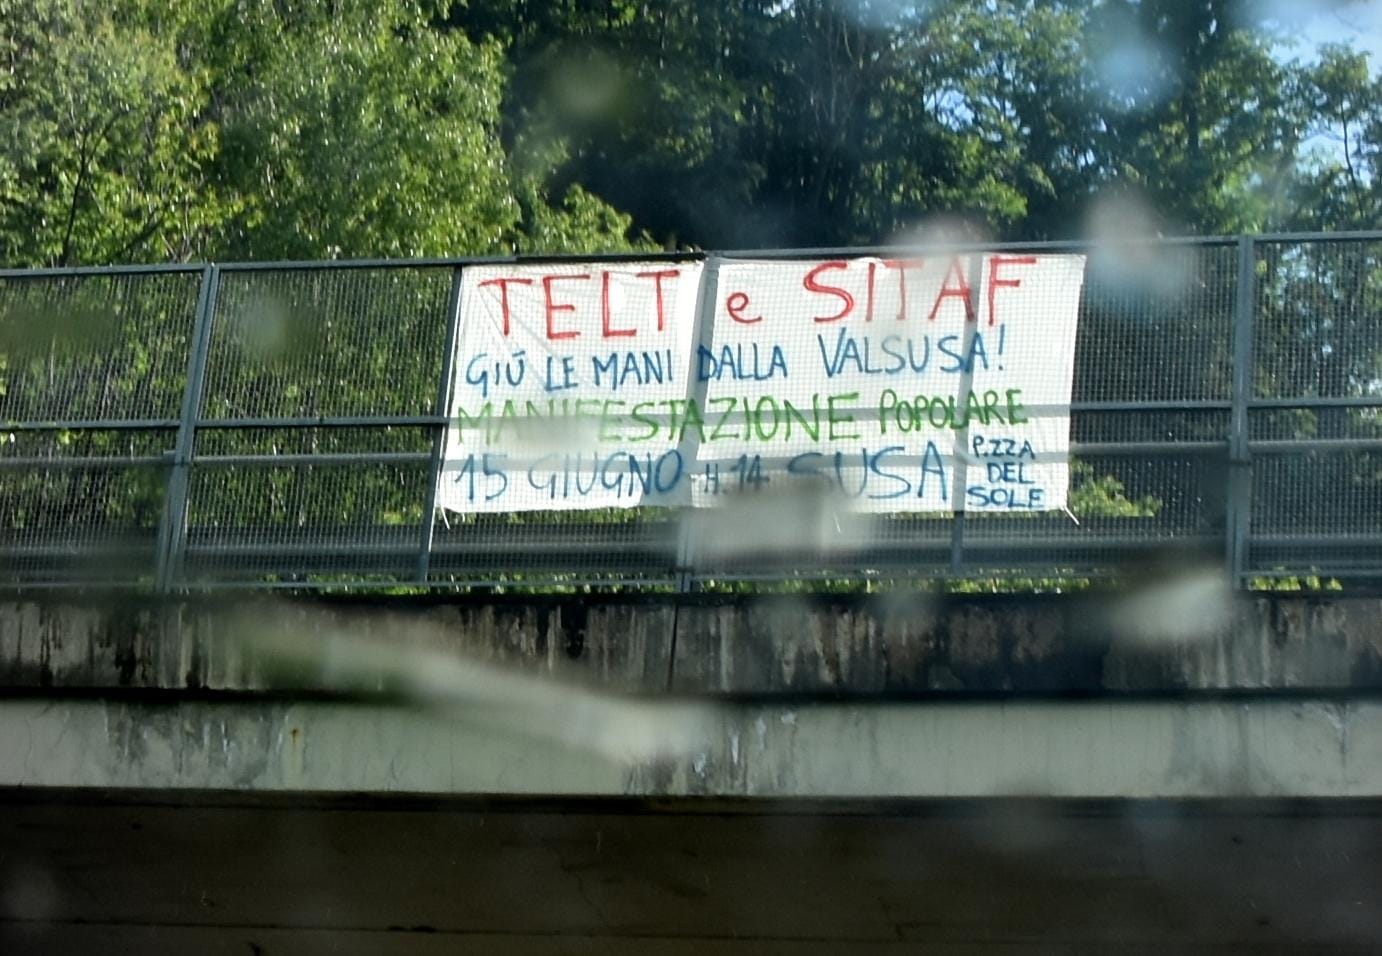 TELT e SITAF
GIÙ LE MANI DALLA VALSUSA!
MANIFESTAZIONE POPOLARE
15 GIUGNO H.14 SUSA P.ZZA
DEL
SOLE